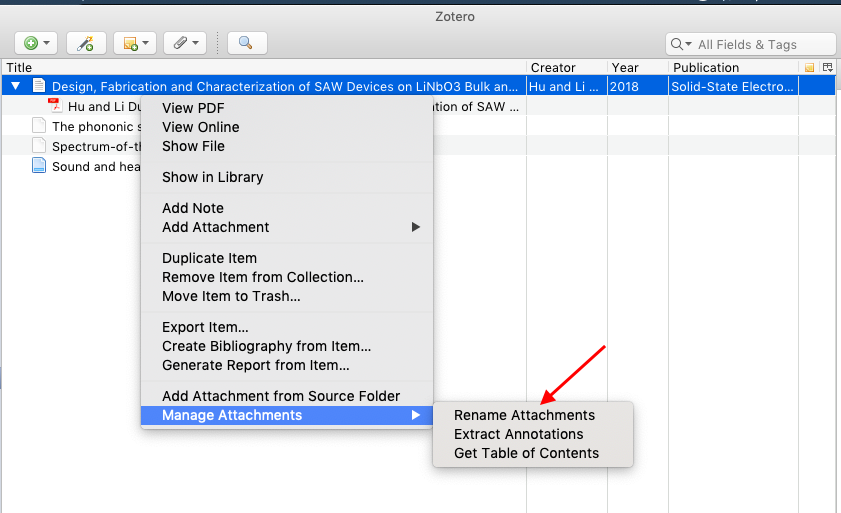 Zotero
All Fields & Tags
Title Creator Year Publication
Design, Fabrication and Characterization of SAW Devices on LiNbO3 Bulk an... Hu and Li ... 2018 Solid-State Electro...
Hu and Li Du tion of SAW ...
The phononic s
Spectrum-of-th
Sound and hea
View PDF
View Online
Show File
Show in Library
Add Note
Add Attachment
Duplicate Item
Remove Item from Collection...
Move Item to Trash...
Export Item...
Create Bibliography from Item...
Generate Report from Item...
Add Attachment from Source Folder
Manage Attachments
Rename Attachments
Extract Annotations
Get Table of Contents